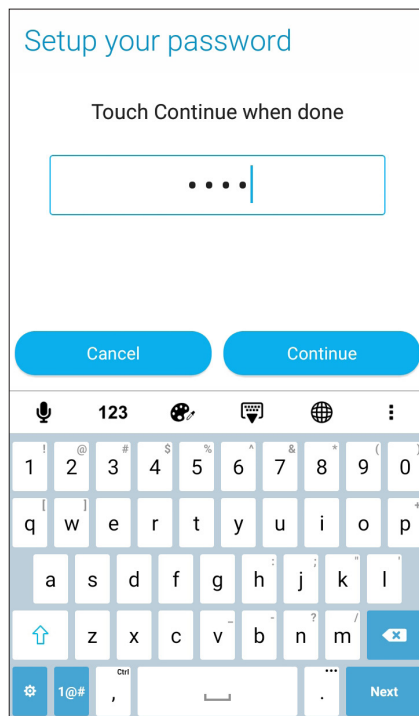 Setup your password
Touch Continue when done
••••
Cancel Continue
123
! @ # $ % ^ & * ( )
1 2 3 4 5 6 7 8 9 0
[ ] +
q w e r t y u i o p
: ; " '
a s d f g h j k l
_ - ? /
z x c v b n m
Ctrl •••
1@# , . Next